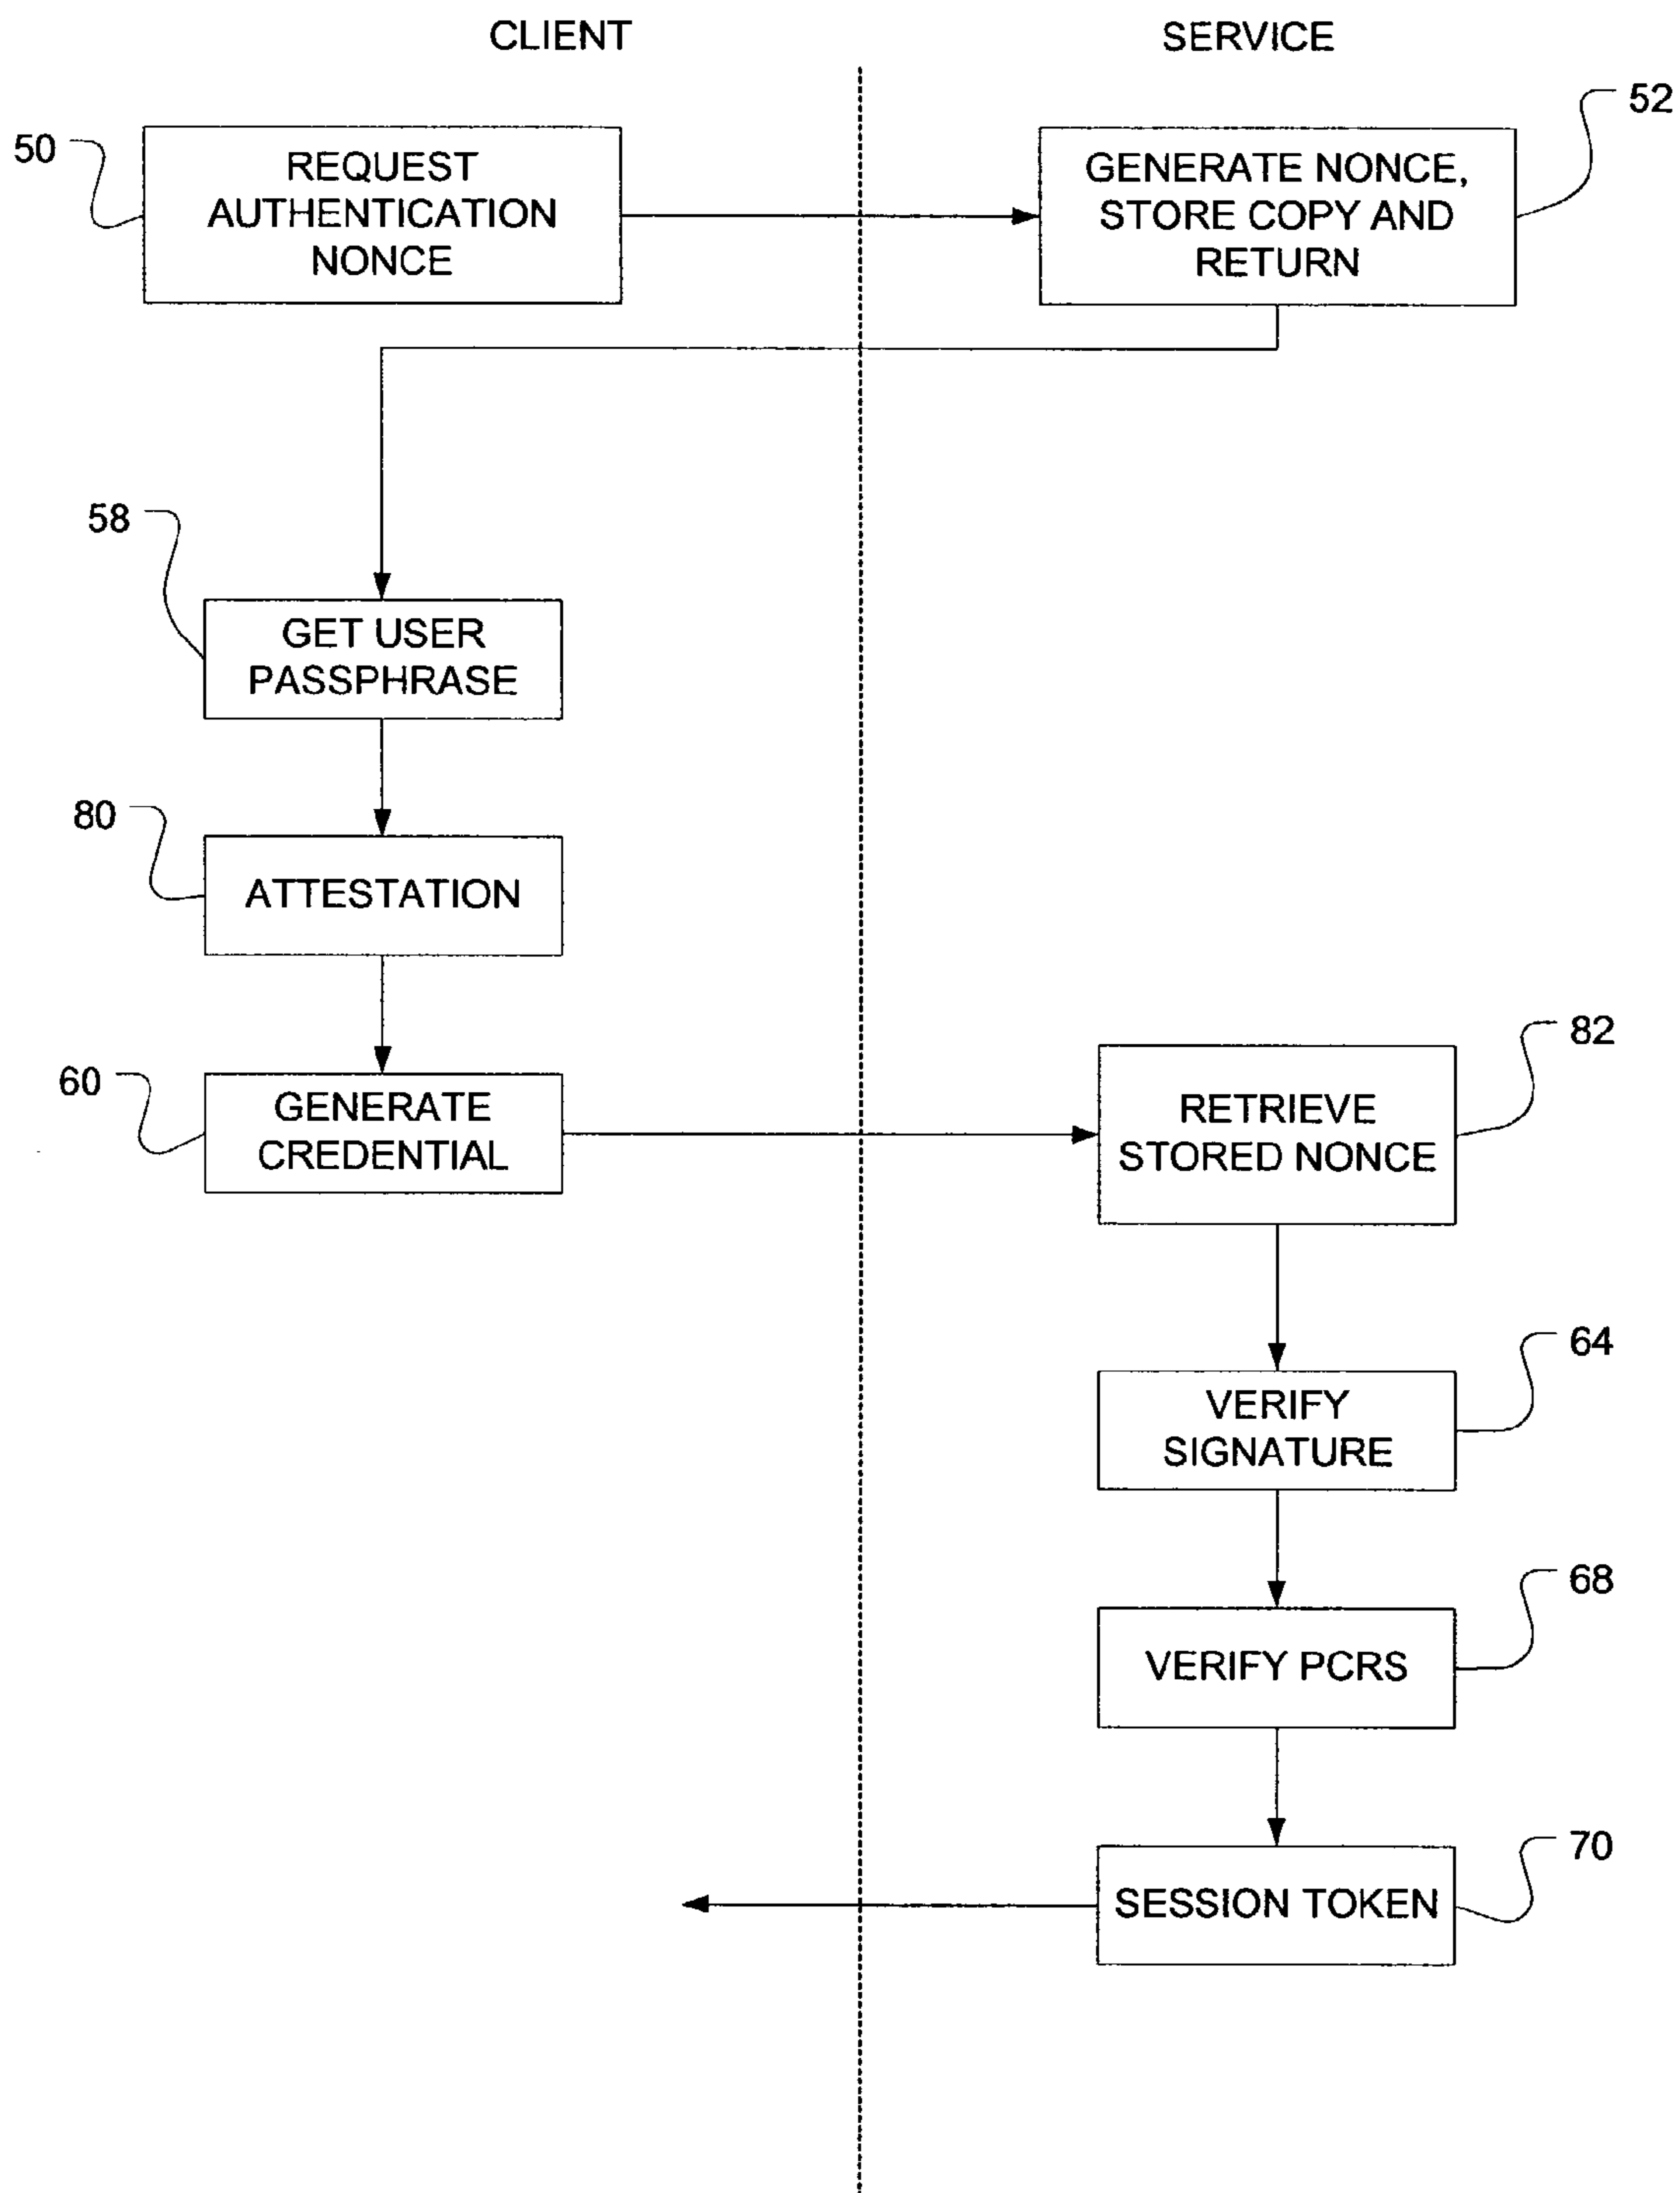 CLIENT
SERVICE
50
REQUEST
AUTHENTICATION
NONCE
52
GENERATE NONCE,
STORE COPY AND
RETURN
58
GET USER
PASSPHRASE
80
ATTESTATION
60
GENERATE
CREDENTIAL
82
RETRIEVE
STORED NONCE
64
VERIFY
SIGNATURE
68
VERIFY PCRS
70
SESSION TOKEN